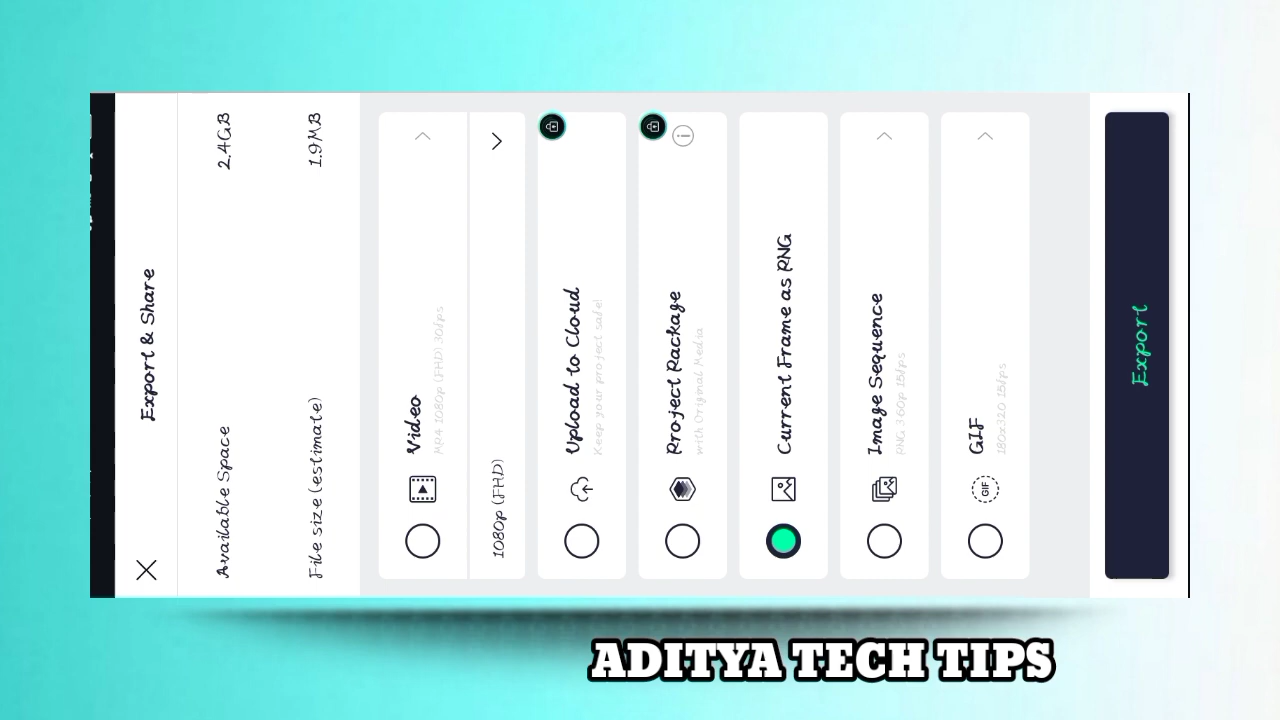 Export & Share
Available Space 2.4GB
File size (estimate) 1.9MB
Video
MP4 1080p (FHD) 30fps
1080p (FHD)
Upload to Cloud
Keep your project safe!
Project Package
with Original Media
Current Frame as PNG
Image Sequence
PNG 360p 15fps
GIF
GIF
180x320 15fps
Export
ADITYA TECH TIPS